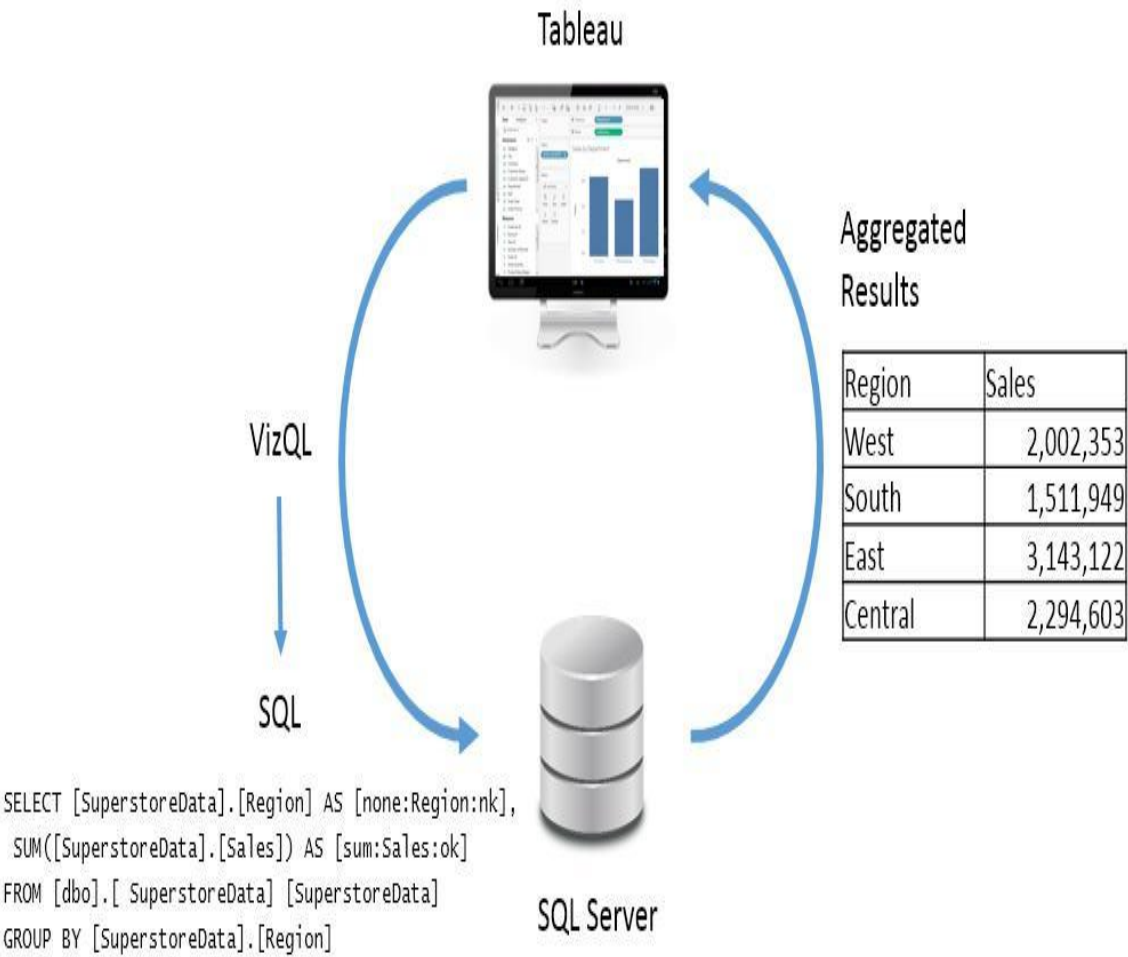 Tableau
Aggregated
Results
Region Sales
West 2,002,353
South 1,511,949
East 3,143,122
Central 2,294,603
VizQL
SQL
SELECT [SuperstoreData].[Region] AS [none:Region:nk],
SUM([SuperstoreData].[Sales]) AS [sum:Sales:ok]
FROM [dbo].[ SuperstoreData] [SuperstoreData]
GROUP BY [SuperstoreData].[Region]
SQL Server